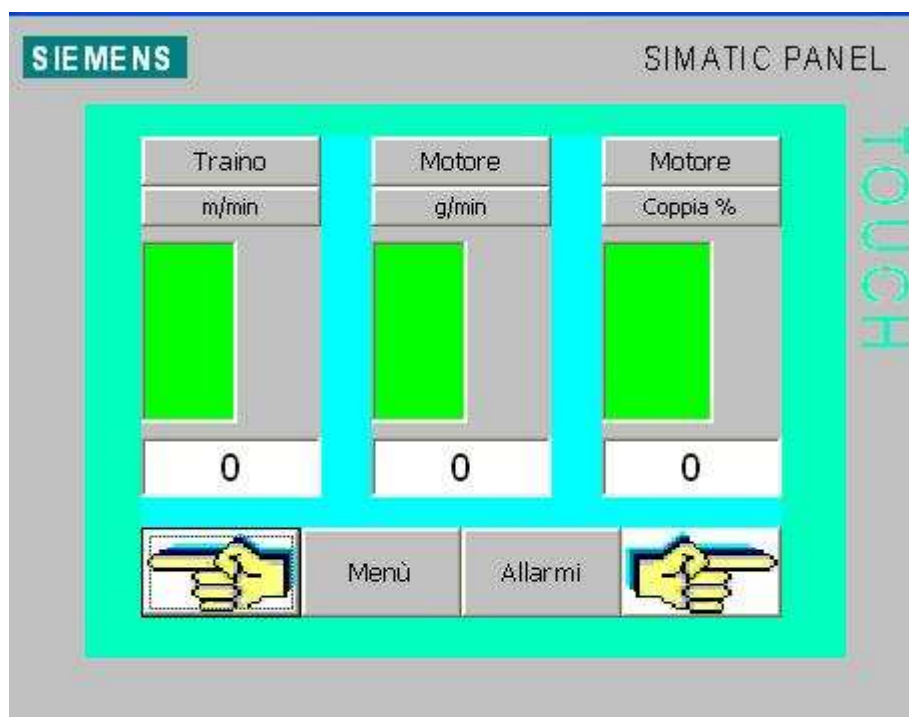 SIEMENS
SIMATIC PANEL
TOUCH
Traino
Motore
Motore
m/min
g/min
Coppia %
0
0
0
Menù
Allarmi